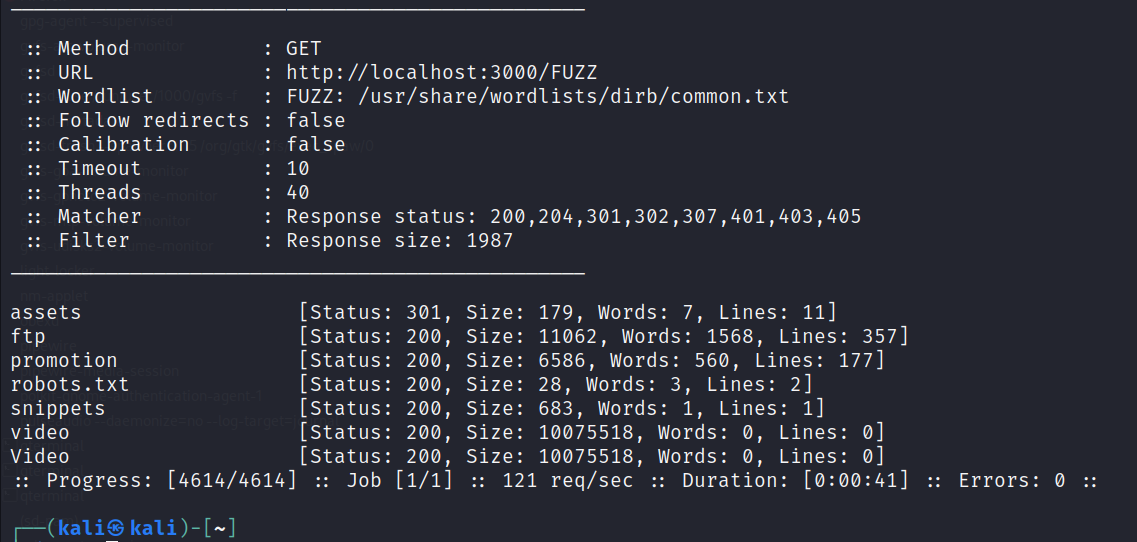 :: Method : GET
:: URL : http://localhost:3000/FUZZ
:: Wordlist : FUZZ: /usr/share/wordlists/dirb/common.txt
:: Follow redirects : false
:: Calibration : false
:: Timeout : 10
:: Threads : 40
:: Matcher : Response status: 200,204,301,302,307,401,403,405
:: Filter : Response size: 1987
assets [Status: 301, Size: 179, Words: 7, Lines: 11]
ftp [Status: 200, Size: 11062, Words: 1568, Lines: 357]
promotion [Status: 200, Size: 6586, Words: 560, Lines: 177]
robots.txt [Status: 200, Size: 28, Words: 3, Lines: 2]
snippets [Status: 200, Size: 683, Words: 1, Lines: 1]
video [Status: 200, Size: 10075518, Words: 0, Lines: 0]
Video [Status: 200, Size: 10075518, Words: 0, Lines: 0]
:: Progress: [4614/4614] :: Job [1/1] :: 121 req/sec :: Duration: [0:00:41] :: Errors: 0 ::
┌──(kali㉿kali)-[~]